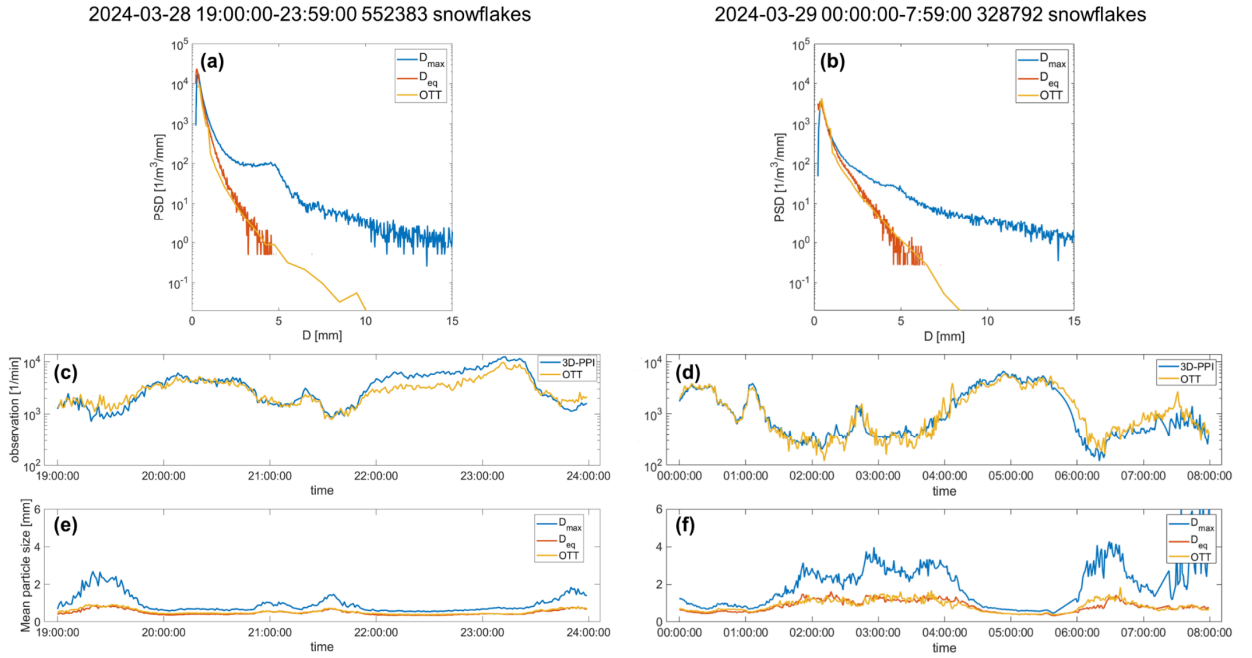 2024-03-28 19:00:00-23:59:00 552383 snowflakes
2024-03-29 00:00:00-7:59:00 328792 snowflakes
(a)
D_max
D_eq
OTT
10^5
10^4
10^3
10^2
10^1
10^0
10^-1
PSD [1/m^3/mm]
0 5 10 15
D [mm]
(b)
D_max
D_eq
OTT
10^5
10^4
10^3
10^2
10^1
10^0
10^-1
PSD [1/m^3/mm]
0 5 10 15
D [mm]
(c)
3D-PPI
OTT
10^4
10^3
10^2
observation [1/min]
19:00:00 20:00:00 21:00:00 22:00:00 23:00:00 24:00:00
time
(d)
3D-PPI
OTT
10^4
10^3
10^2
00:00:00 01:00:00 02:00:00 03:00:00 04:00:00 05:00:00 06:00:00 07:00:00 08:00:00
time
(e)
D_max
D_eq
OTT
6
4
2
0
Mean particle size [mm]
19:00:00 20:00:00 21:00:00 22:00:00 23:00:00 24:00:00
time
(f)
D_max
D_eq
OTT
6
4
2
0
00:00:00 01:00:00 02:00:00 03:00:00 04:00:00 05:00:00 06:00:00 07:00:00 08:00:00
time